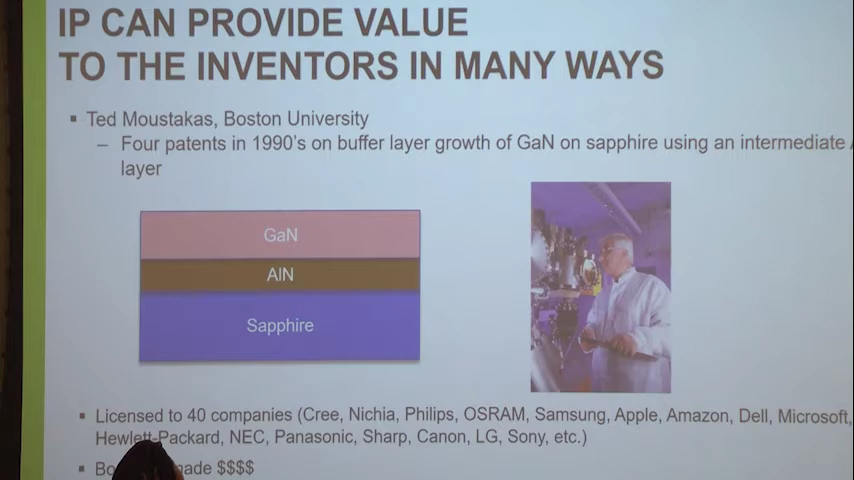 IP CAN PROVIDE VALUE
TO THE INVENTORS IN MANY WAYS
▪ Ted Moustakas, Boston University
– Four patents in 1990's on buffer layer growth of GaN on sapphire using an intermediate
layer
GaN
AlN
Sapphire
▪ Licensed to 40 companies (Cree, Nichia, Philips, OSRAM, Samsung, Apple, Amazon, Dell, Microsoft,
Hewlett-Packard, NEC, Panasonic, Sharp, Canon, LG, Sony, etc.)
▪ made $$$$